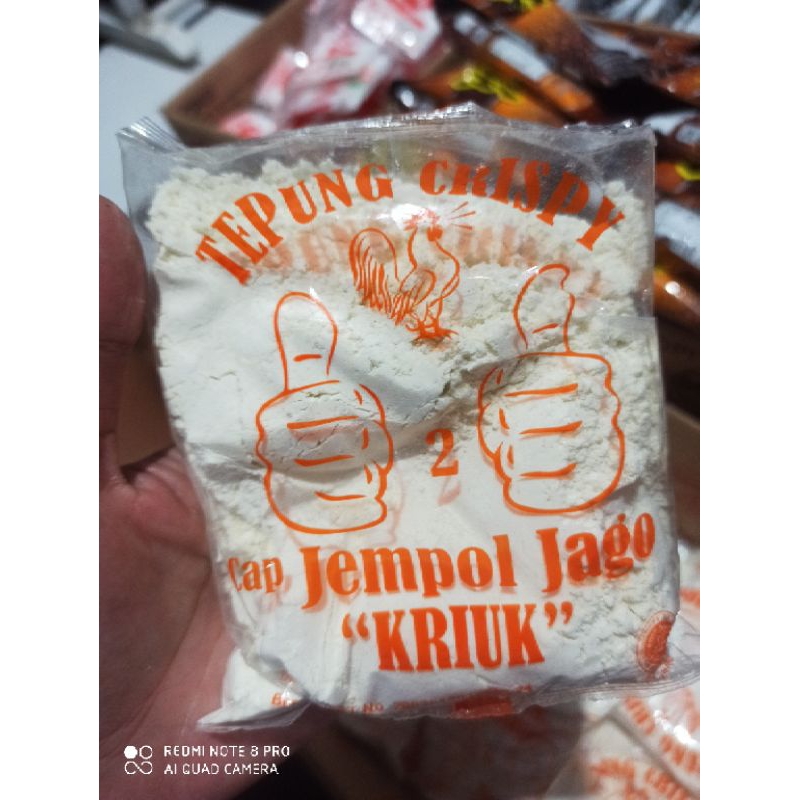 TEPUNG CRISPY
2
Cap Jempol Jago
“KRIUK”
REDMI NOTE 8 PRO
AI QUAD CAMERA